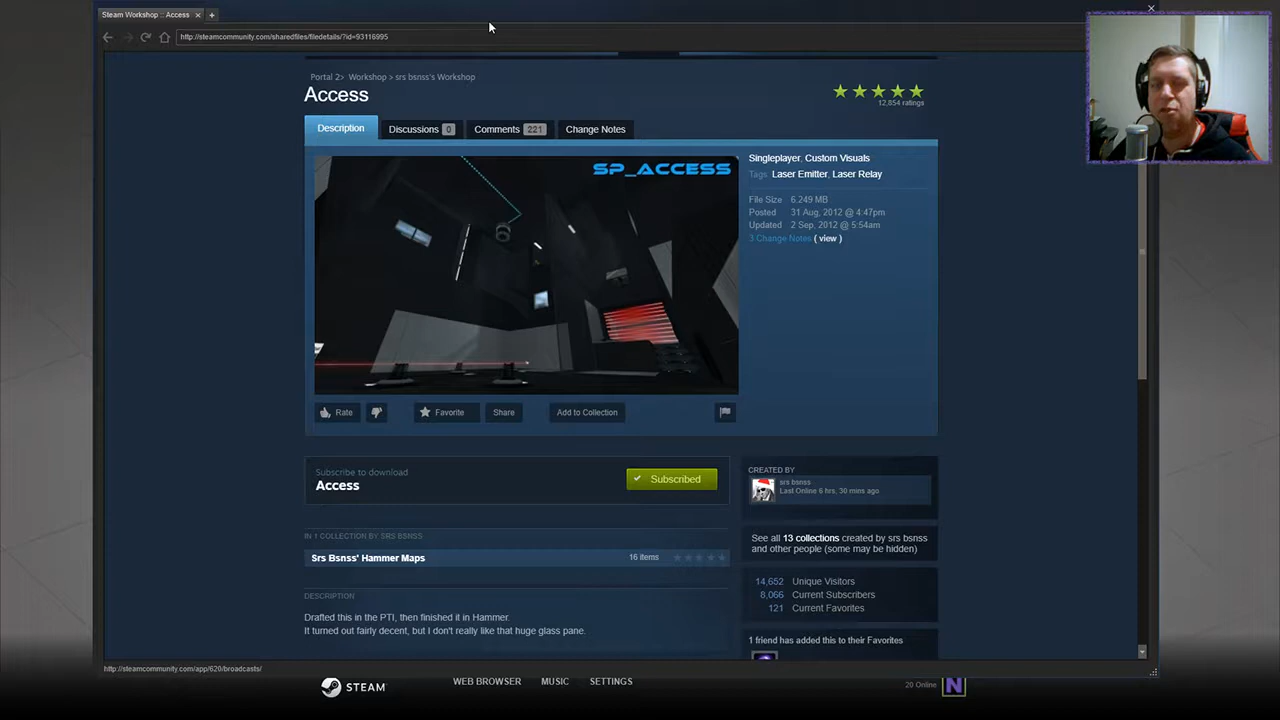 Steam Workshop :: Access
http://steamcommunity.com/sharedfiles/filedetails/?id=93116995
Portal 2> Workshop > srs bsnss's Workshop
Access
12,854 ratings
Description
Discussions 0
Comments 221
Change Notes
SP_ACCESS
Singleplayer, Custom Visuals
Tags: Laser Emitter, Laser Relay
File Size 6.249 MB
Posted 31 Aug, 2012 @ 4:47pm
Updated 2 Sep, 2012 @ 5:54am
3 Change Notes ( view )
Rate
Favorite
Share
Add to Collection
Subscribe to download
Access
Subscribed
CREATED BY
srs bsnss
Last Online 6 hrs, 30 mins ago
IN 1 COLLECTION BY SRS BSNSS
Srs Bsnss' Hammer Maps 16 items
See all 13 collections created by srs bsnss
and other people (some may be hidden)
14,652 Unique Visitors
8,066 Current Subscribers
121 Current Favorites
DESCRIPTION
Drafted this in the PTI, then finished it in Hammer.
It turned out fairly decent, but I don't really like that huge glass pane.
1 friend has added this to their Favorites
http://steamcommunity.com/app/620/broadcasts/
STEAM
WEB BROWSER
MUSIC
SETTINGS
20 Online
N